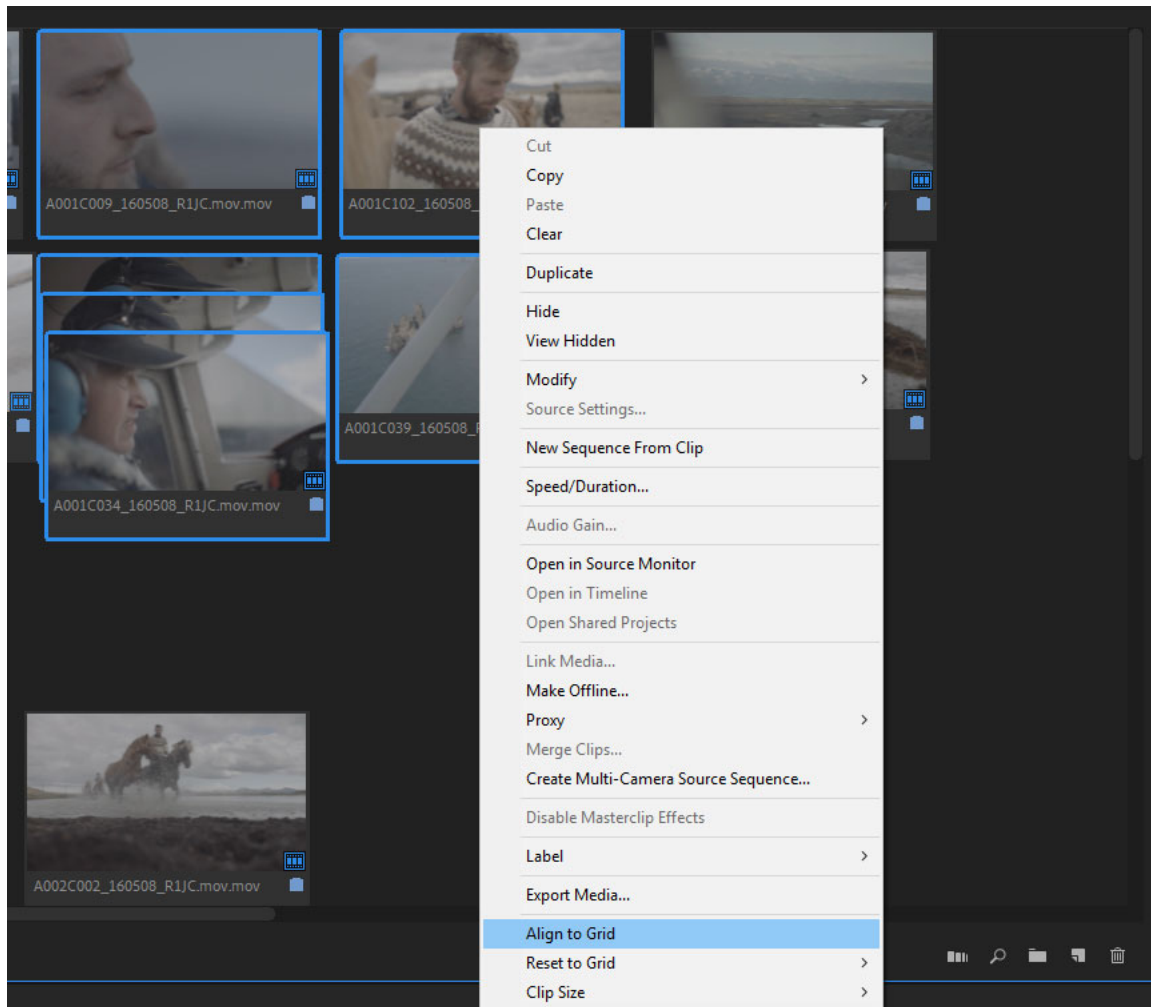 A001C009_160508_R1JC.mov.mov
A001C102_160508_
Cut
Copy
Paste
Clear
Duplicate
Hide
View Hidden
Modify
Source Settings...
New Sequence From Clip
Speed/Duration...
Audio Gain...
Open in Source Monitor
Open in Timeline
Open Shared Projects
Link Media...
Make Offline...
Proxy
Merge Clips...
Create Multi-Camera Source Sequence...
Disable Masterclip Effects
Label
Export Media...
Align to Grid
Reset to Grid
Clip Size
A001C039_160508_
A001C034_160508_R1JC.mov.mov
A002C002_160508_R1JC.mov.mov